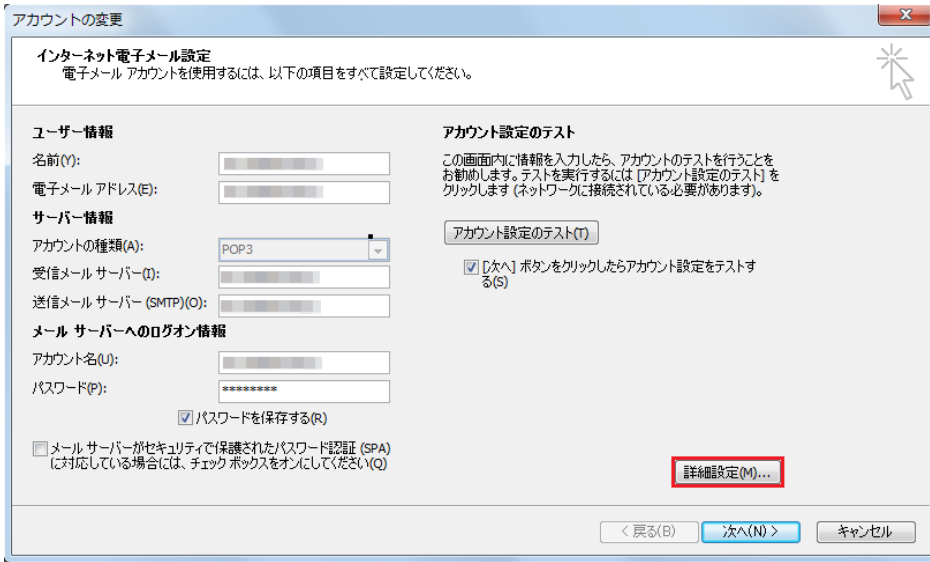 アカウントの変更
インターネット電子メール設定
電子メール アカウントを使用するには、以下の項目をすべて設定してください。
ユーザー情報
名前(Y):
電子メール アドレス(E):
サーバー情報
アカウントの種類(A):
POP3
受信メール サーバー(I):
送信メール サーバー (SMTP)(O):
メール サーバーへのログオン情報
アカウント名(U):
パスワード(P):
********
パスワードを保存する(R)
メール サーバーがセキュリティで保護されたパスワード認証 (SPA)
に対応している場合には、チェック ボックスをオンにしてください(Q)
アカウント設定のテスト
この画面内に情報を入力したら、アカウントのテストを行うことを
お勧めします。テストを実行するには [アカウント設定のテスト] を
クリックします (ネットワークに接続されている必要があります)。
アカウント設定のテスト(T)
[次へ] ボタンをクリックしたらアカウント設定をテストす
る(S)
詳細設定(M)...
< 戻る(B)
次へ(N) >
キャンセル